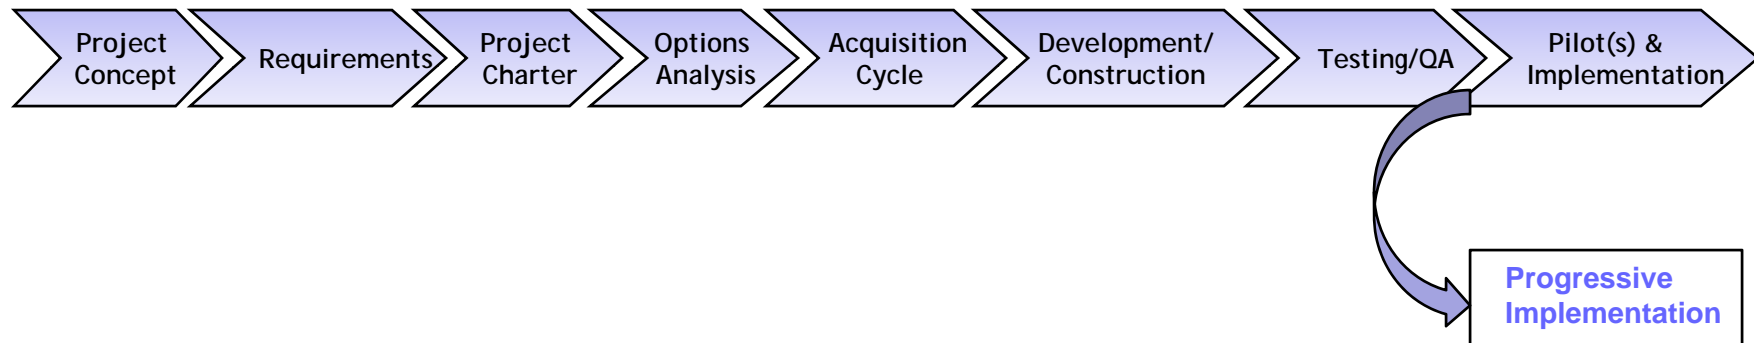 Project
Concept
Requirements
Project
Charter
Options
Analysis
Acquisition
Cycle
Development/
Construction
Testing/QA
Pilot(s) &
Implementation
Progressive
Implementation